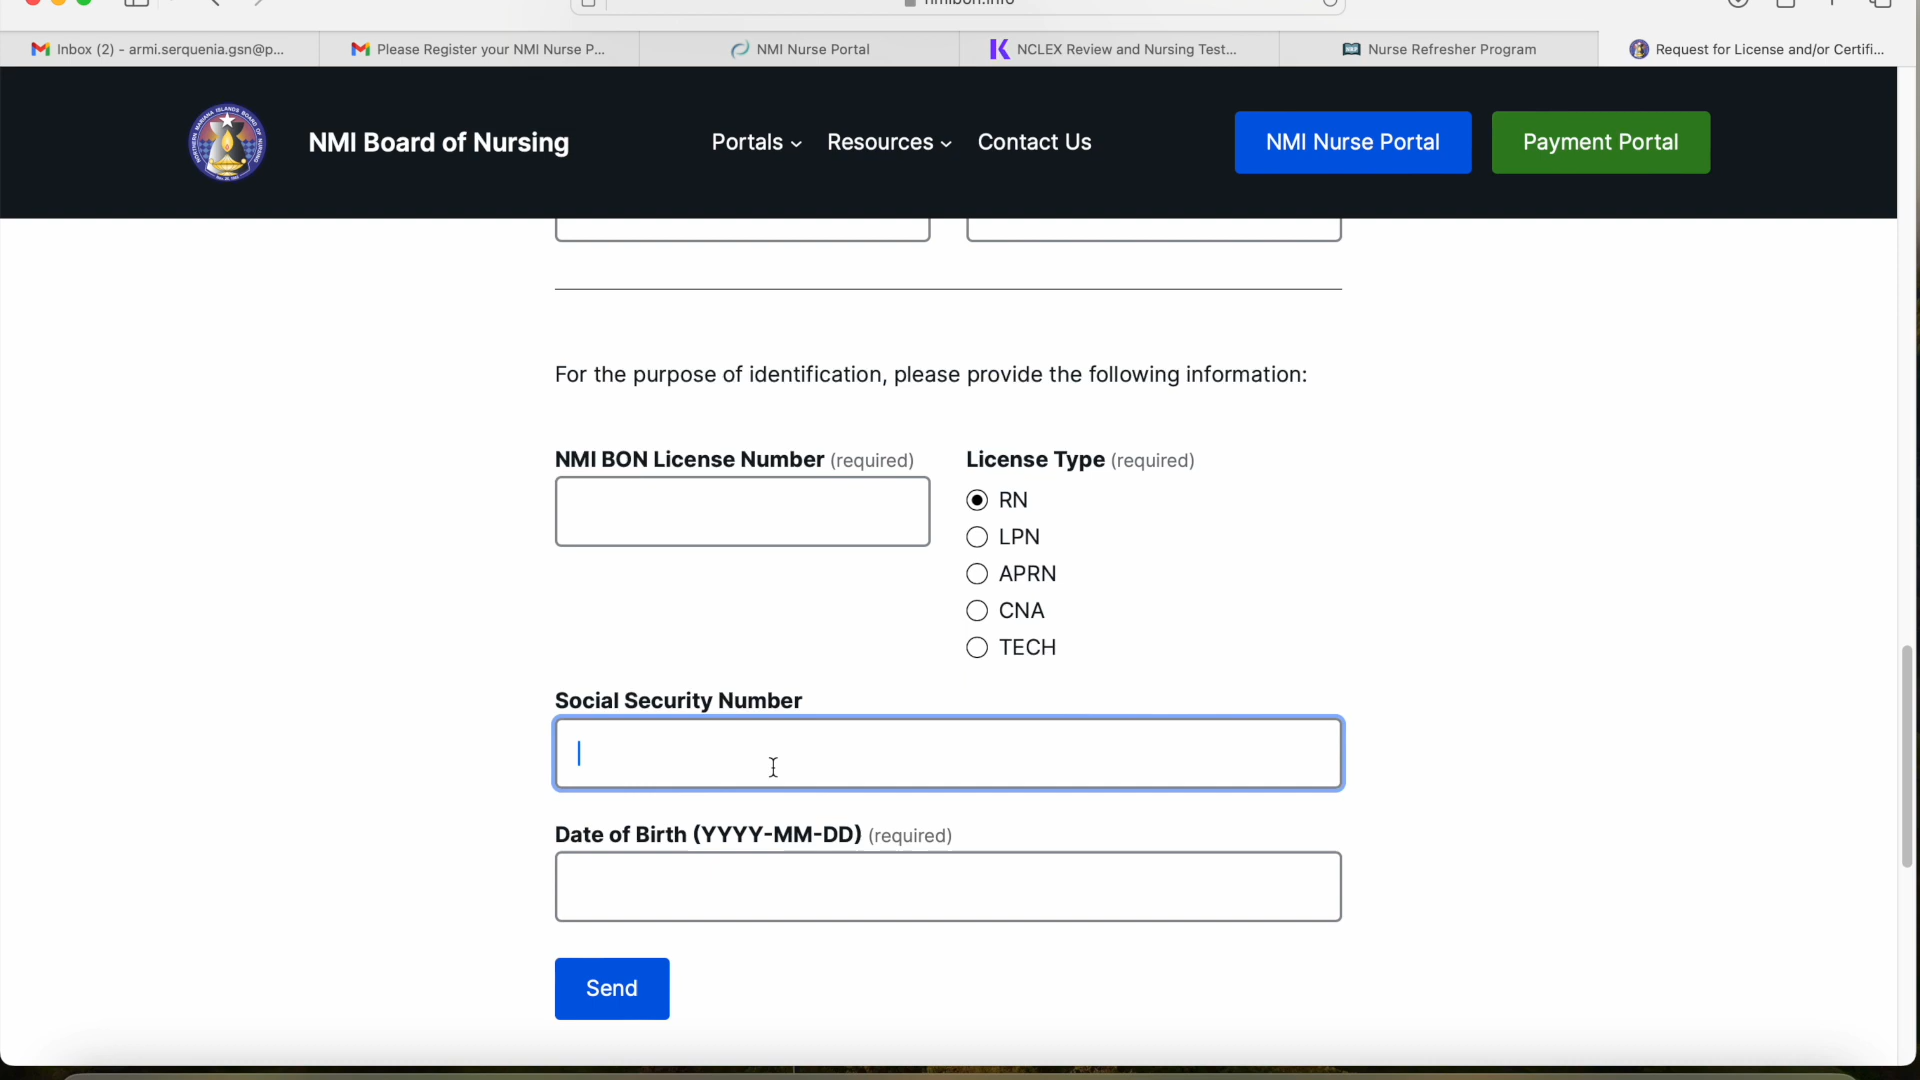 Inbox (2) - armi.serquenia.gsn@p...
Please Register your NMI Nurse P...
NMI Nurse Portal
NCLEX Review and Nursing Test...
Nurse Refresher Program
Request for License and/or Certifi...
NMI Board of Nursing
Portals
Resources
Contact Us
NMI Nurse Portal
Payment Portal
For the purpose of identification, please provide the following information:
NMI BON License Number (required)
License Type (required)
RN
LPN
APRN
CNA
TECH
Social Security Number
Date of Birth (YYYY-MM-DD) (required)
Send